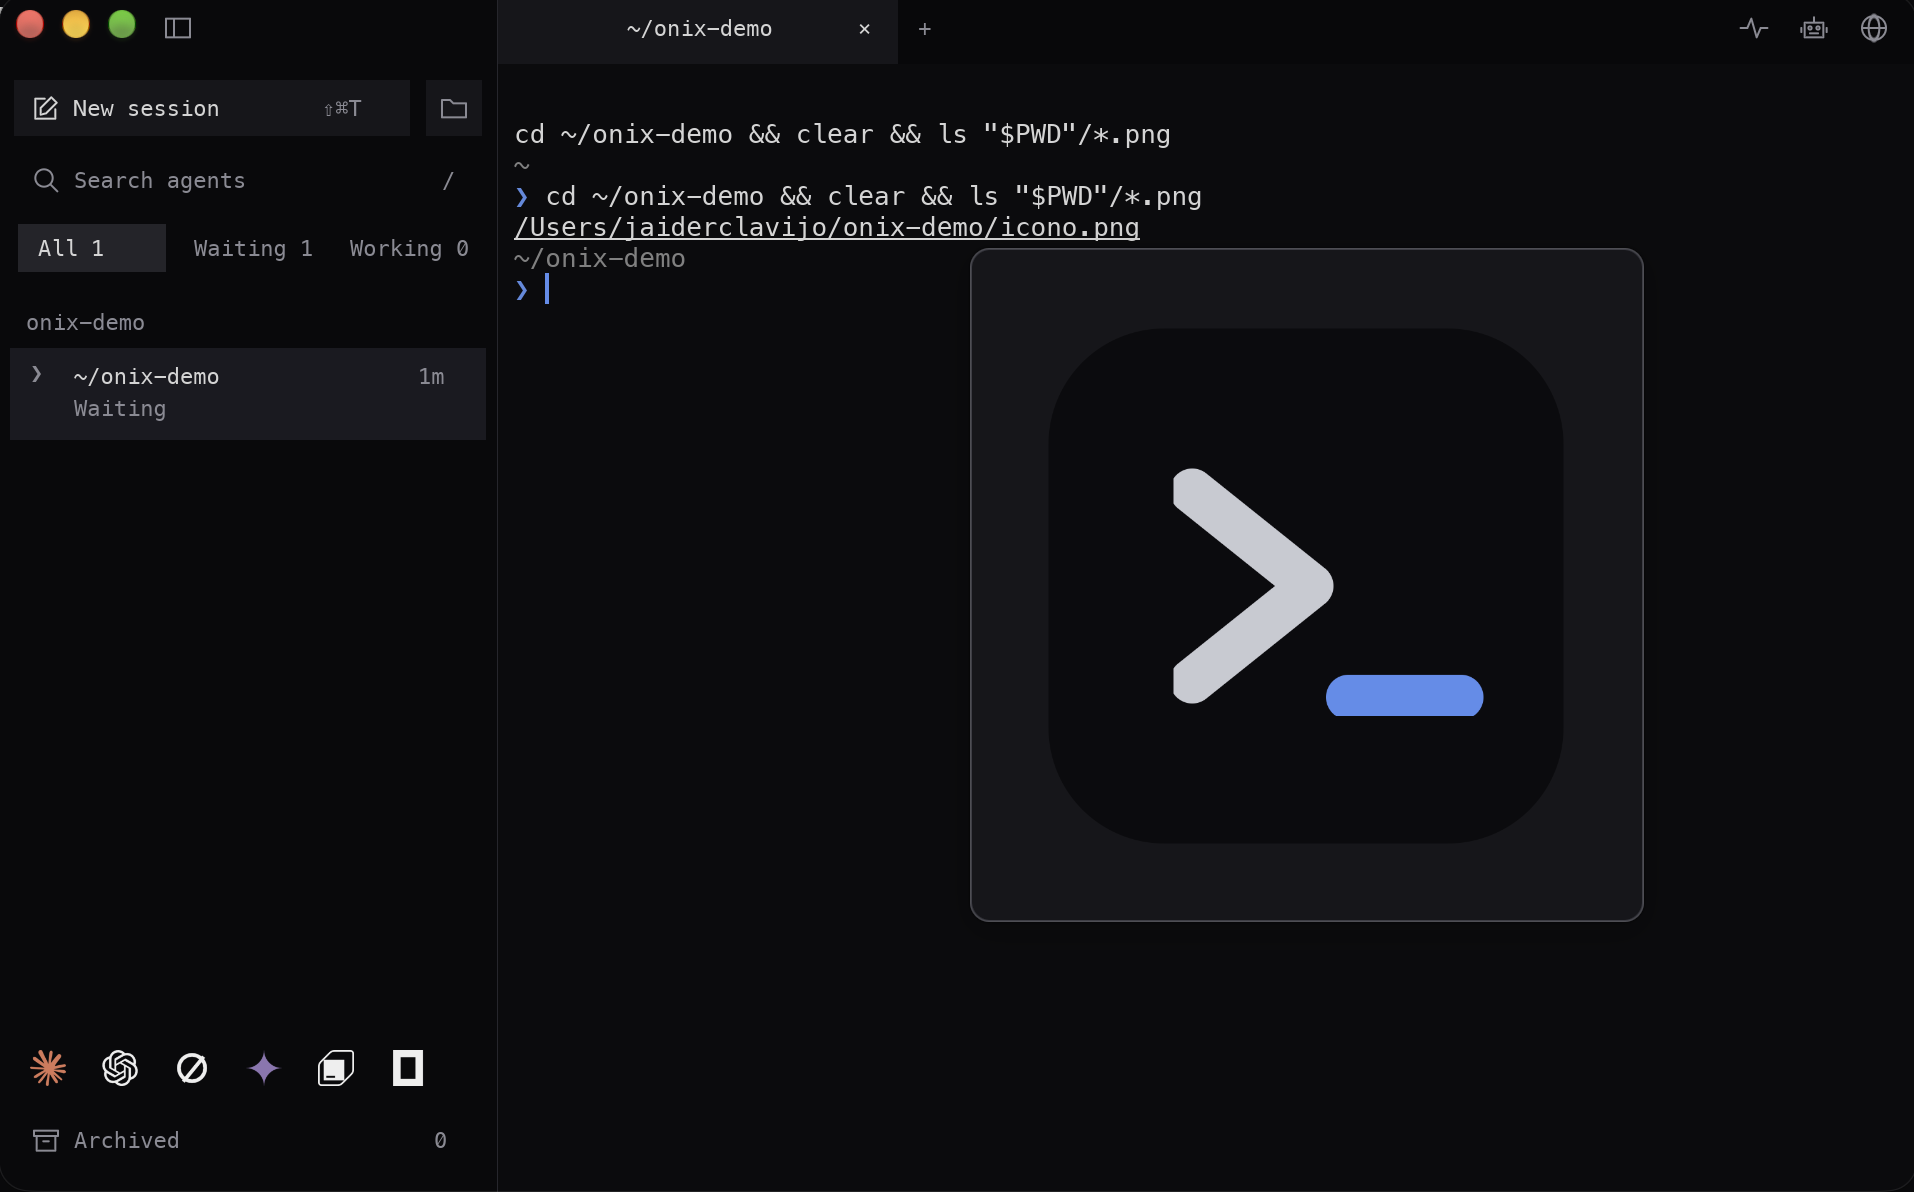 ~/onix-demo × +
New session ⇧⌘T
Search agents /
All 1 Waiting 1 Working 0
onix-demo
❯ ~/onix-demo 1m
Waiting
Archived 0
cd ~/onix-demo && clear && ls "$PWD"/*.png
~
❯ cd ~/onix-demo && clear && ls "$PWD"/*.png
/Users/jaiderclavijo/onix-demo/icono.png
~/onix-demo
❯